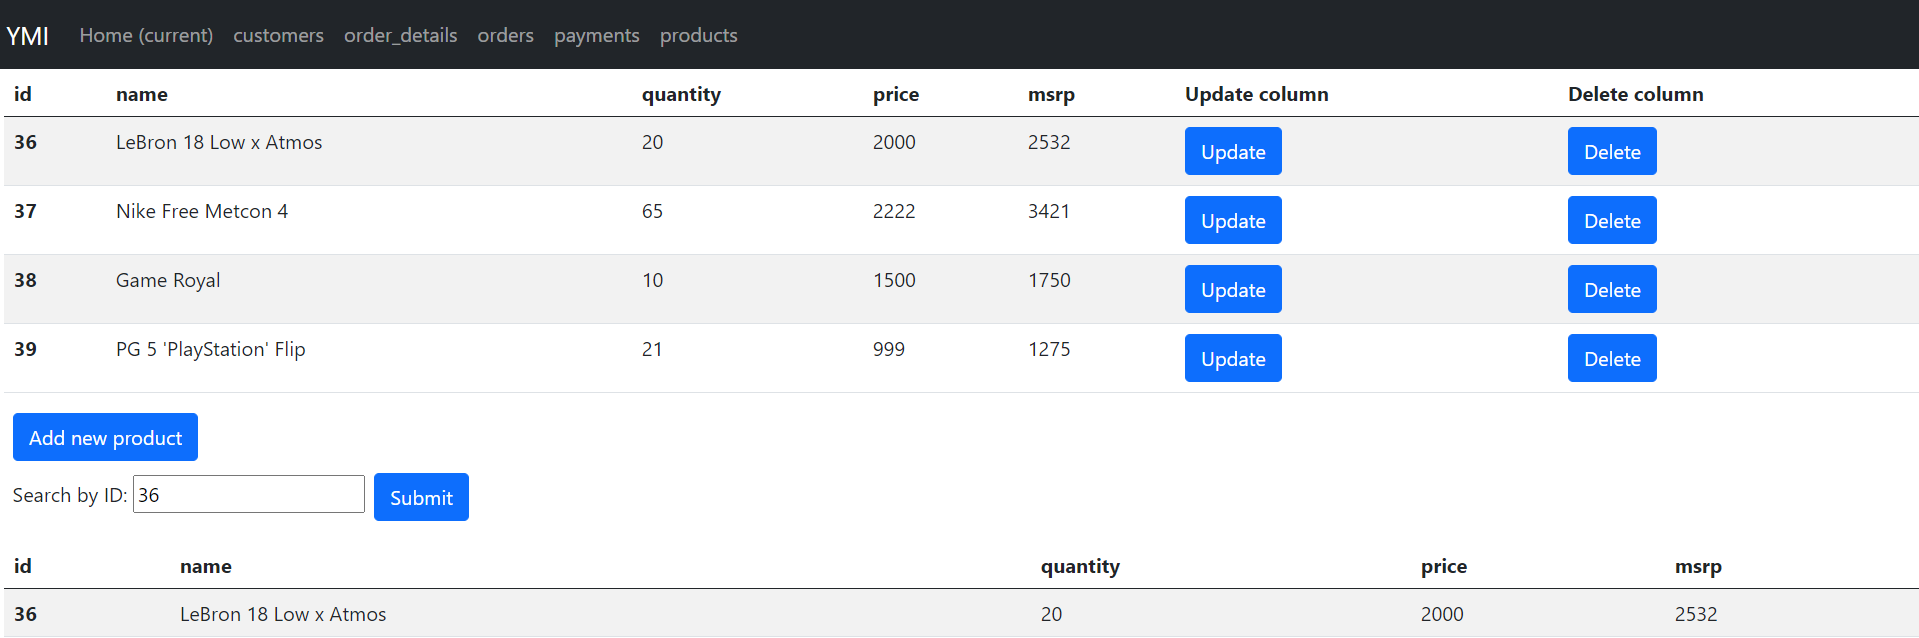 YMI Home (current) customers order_details orders payments products
id name quantity price msrp Update column Delete column
36 LeBron 18 Low x Atmos 20 2000 2532 Update Delete
37 Nike Free Metcon 4 65 2222 3421 Update Delete
38 Game Royal 10 1500 1750 Update Delete
39 PG 5 'PlayStation' Flip 21 999 1275 Update Delete
Add new product
Search by ID: 36 Submit
id name quantity price msrp
36 LeBron 18 Low x Atmos 20 2000 2532